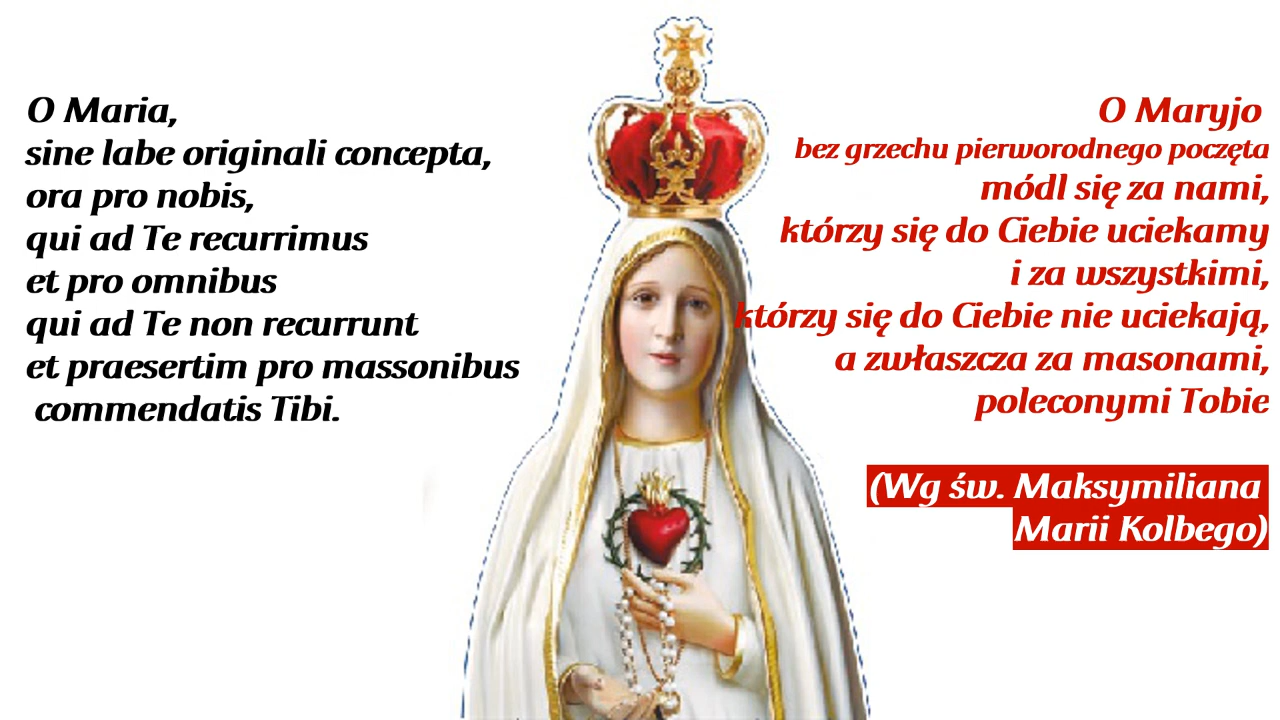 O Maria,
sine labe originali concepta,
ora pro nobis,
qui ad Te recurrimus
et pro omnibus
qui ad Te non recurrunt
et praesertim pro massonibus
commendatis Tibi.
O Maryjo
bez grzechu pierworodnego poczęta
módl się za nami,
którzy się do Ciebie uciekamy
i za wszystkimi,
którzy się do Ciebie nie uciekają,
a zwłaszcza za masonami,
poleconymi Tobie
(Wg św. Maksymiliana
Marii Kolbego)